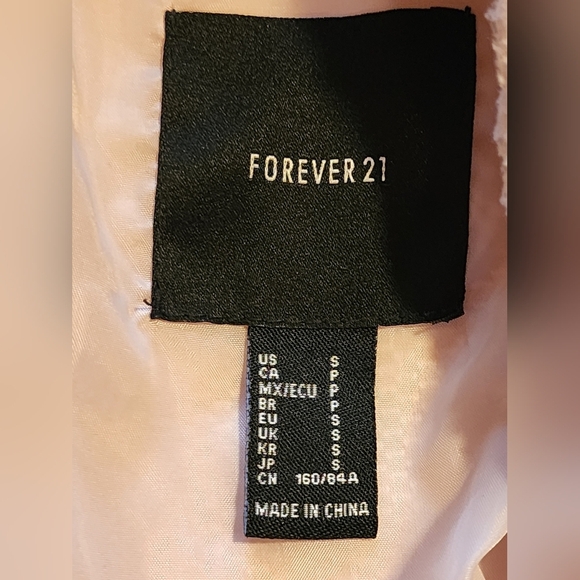 FOREVER 21
US S
CA P
MX/ECU P
BR P
EU S
UK S
KR S
JP S
CN 160/84A
MADE IN CHINA